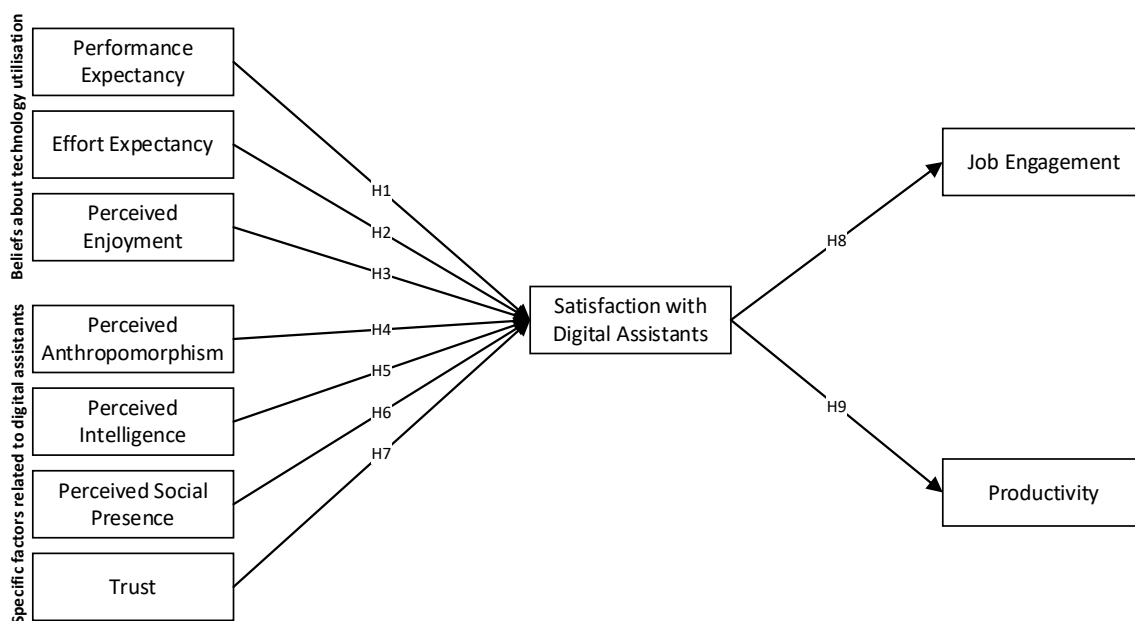 Beliefs about technology utilisation
Performance
Expectancy
Effort Expectancy
Perceived
Enjoyment
Specific factors related to digital assistants
Perceived
Anthropomorphism
Perceived
Intelligence
Perceived Social
Presence
Trust
H1
H2
H3
H4
H5
H6
H7
Satisfaction with
Digital Assistants
H8
H9
Job Engagement
Productivity